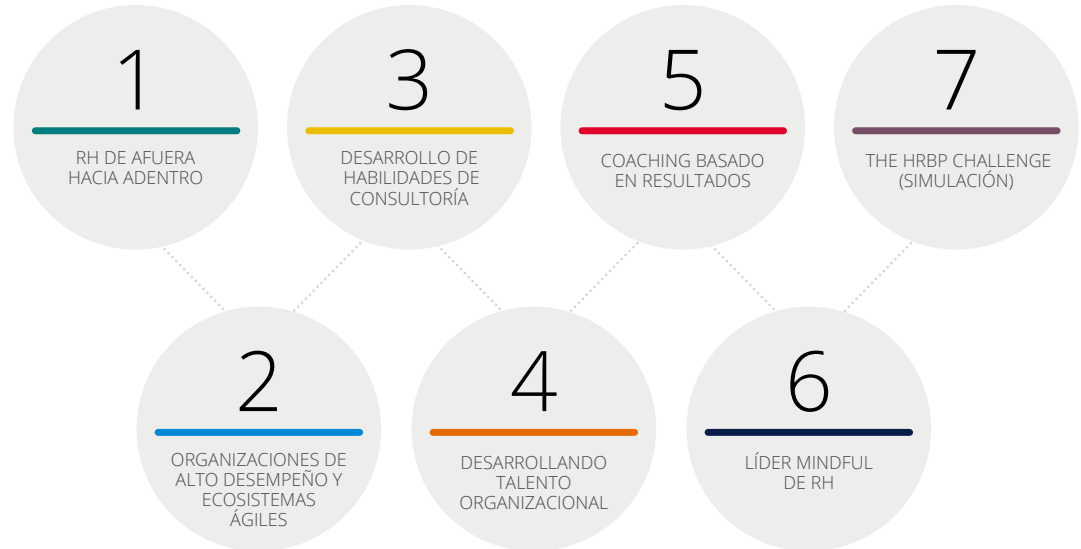 1
RH DE AFUERA
HACIA ADENTRO
2
ORGANIZACIONES DE
ALTO DESEMPEÑO Y
ECOSISTEMAS
ÁGILES
3
DESARROLLO DE
HABILIDADES DE
CONSULTORÍA
4
DESARROLLANDO
TALENTO
ORGANIZACIONAL
5
COACHING BASADO
EN RESULTADOS
6
LÍDER MINDFUL
DE RH
7
THE HRBP CHALLENGE
(SIMULACIÓN)